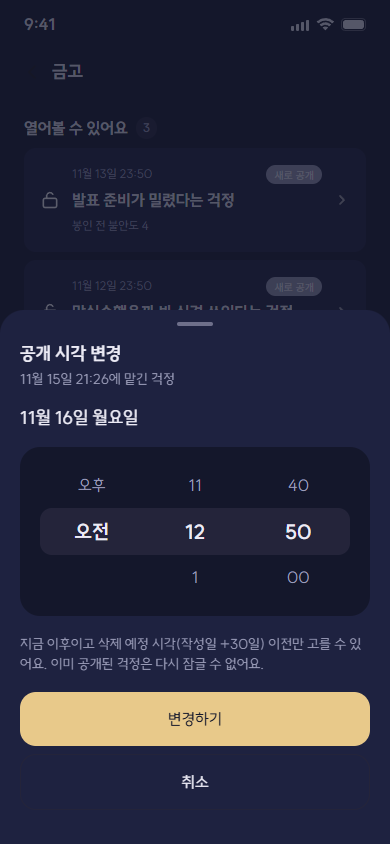 9:41
금고
열어볼 수 있어요 3
11월 13일 23:50
새로 공개
발표 준비가 밀렸다는 걱정
봉인 전 불안도 4
11월 12일 23:50
새로 공개
공개 시각 변경
11월 15일 21:26에 맡긴 걱정
11월 16일 월요일
오후 11 40
오전 12 50
1 00
지금 이후이고 삭제 예정 시각(작성일 +30일) 이전만 고를 수 있
어요. 이미 공개된 걱정은 다시 잠글 수 없어요.
변경하기
취소